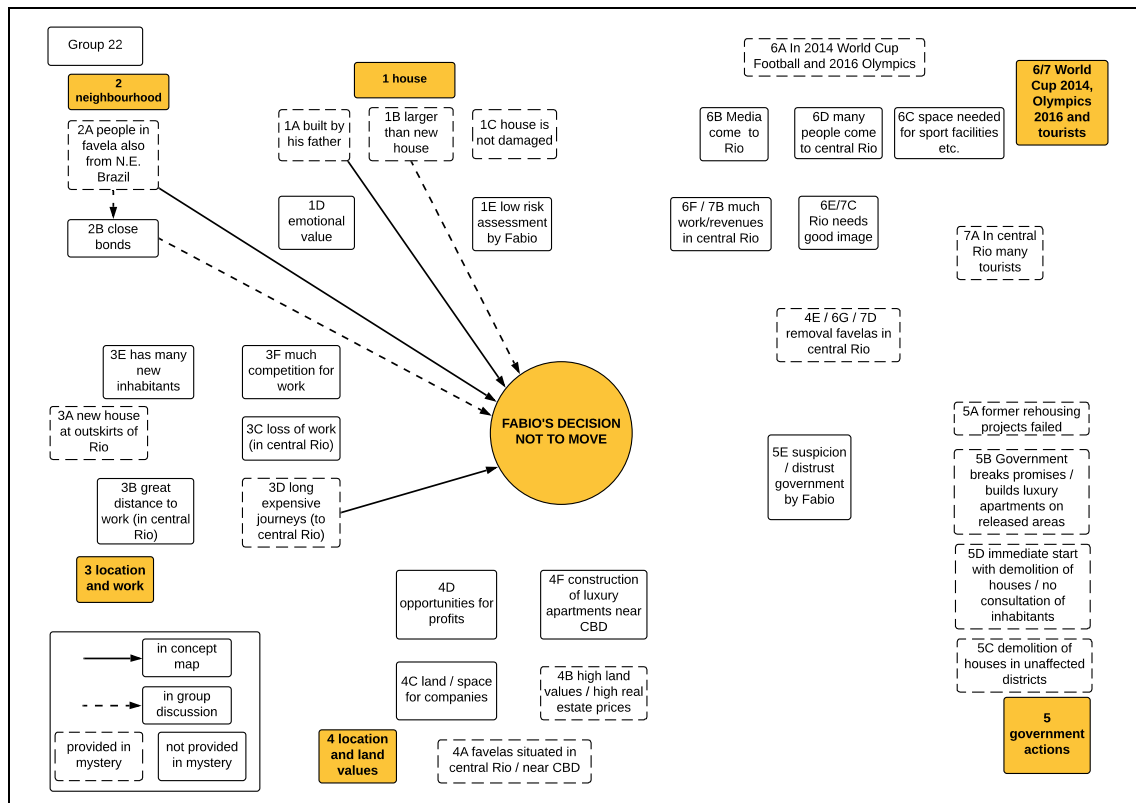 Group 22
2
neighbourhood
2A people in
favela also
from N.E.
Brazil
2B close
bonds
1 house
1A built by
his father
1B larger
than new
house
1C house is
not damaged
1D
emotional
value
1E low risk
assessment
by Fabio
6A In 2014 World Cup
Football and 2016 Olympics
6/7 World
Cup 2014,
Olympics
2016 and
tourists
6B Media
come to
Rio
6D many
people come
to central Rio
6C space needed
for sport facilities
etc.
6F / 7B much
work/revenues
in central Rio
6E/7C
Rio needs
good image
7A In central
Rio many
tourists
4E / 6G / 7D
removal favelas in
central Rio
3E has many
new
inhabitants
3F much
competition for
work
3A new house
at outskirts of
Rio
3C loss of work
(in central Rio)
3B great
distance to
work (in central
Rio)
3D long
expensive
journeys (to
central Rio)
3 location
and work
FABIO'S DECISION
NOT TO MOVE
5A former rehousing
projects failed
5E suspicion
/ distrust
government
by Fabio
5B Government
breaks promises /
builds luxury
apartments on
released areas
5D immediate start
with demolition of
houses / no
consultation of
inhabitants
5C demolition of
houses in unaffected
districts
5
government
actions
4D
opportunities for
profits
4F construction
of luxury
apartments near
CBD
4C land / space
for companies
4B high land
values / high real
estate prices
4 location
and land
values
4A favelas situated in
central Rio / near CBD
in concept
map
in group
discussion
provided in
mystery
not provided
in mystery